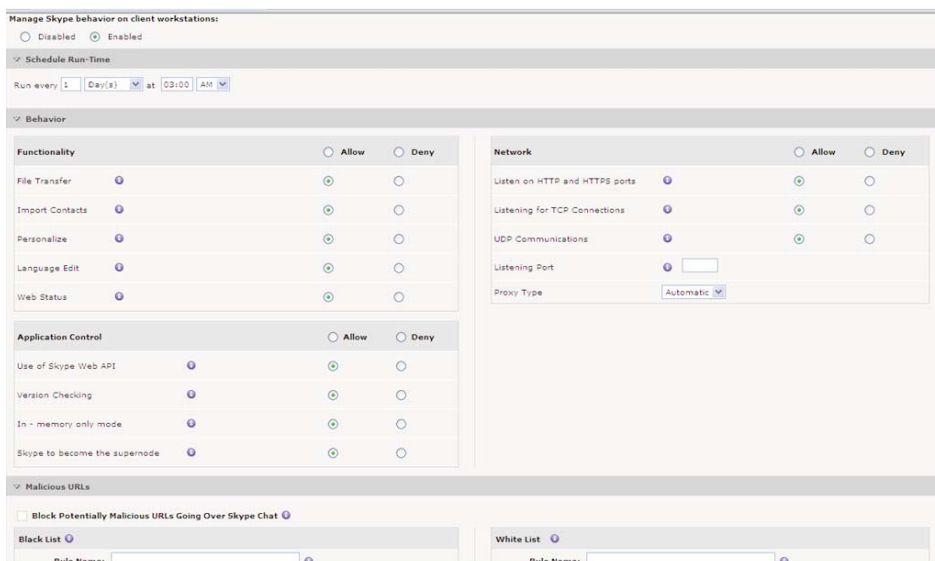 Manage Skype behavior on client workstations:
Disabled Enabled
Schedule Run-Time
Run every 1 Day(s) at 03:00 AM
Behavior
Functionality Allow Deny
File Transfer
Import Contacts
Personalize
Language Edit
Web Status
Application Control Allow Deny
Use of Skype Web API
Version Checking
In - memory only mode
Skype to become the supernode
Network Allow Deny
Listen on HTTP and HTTPS ports
Listening for TCP Connections
UDP Communications
Listening Port
Proxy Type Automatic
Malicious URLs
Block Potentially Malicious URLs Going Over Skype Chat
Black List
Rule Name:
White List
Rule Name: